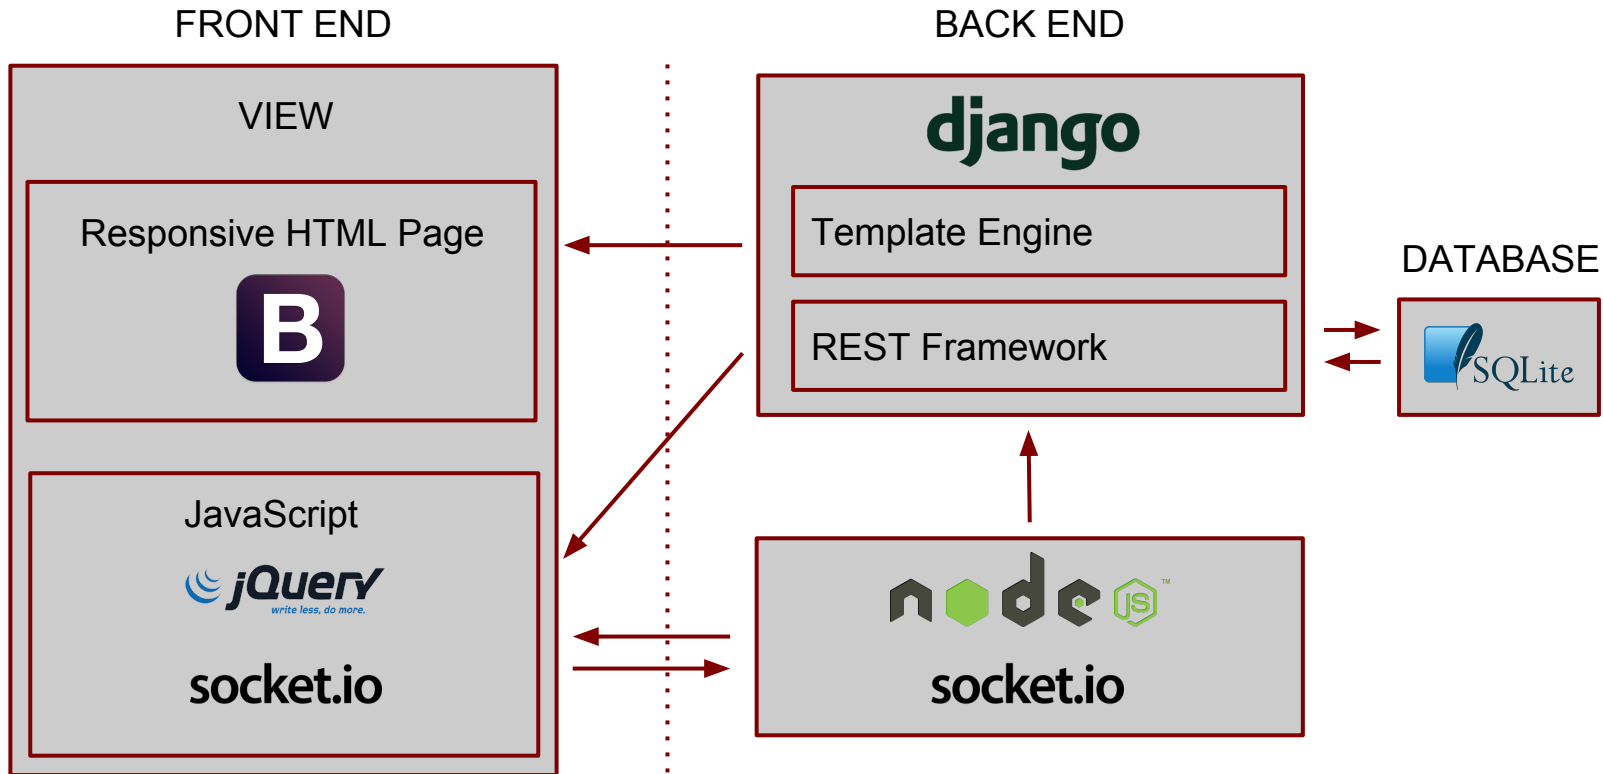 FRONT END
BACK END
VIEW
Responsive HTML Page
B
JavaScript
jQuery
write less, do more.
socket.io
django
Template Engine
REST Framework
node JS™
socket.io
DATABASE
SQLite